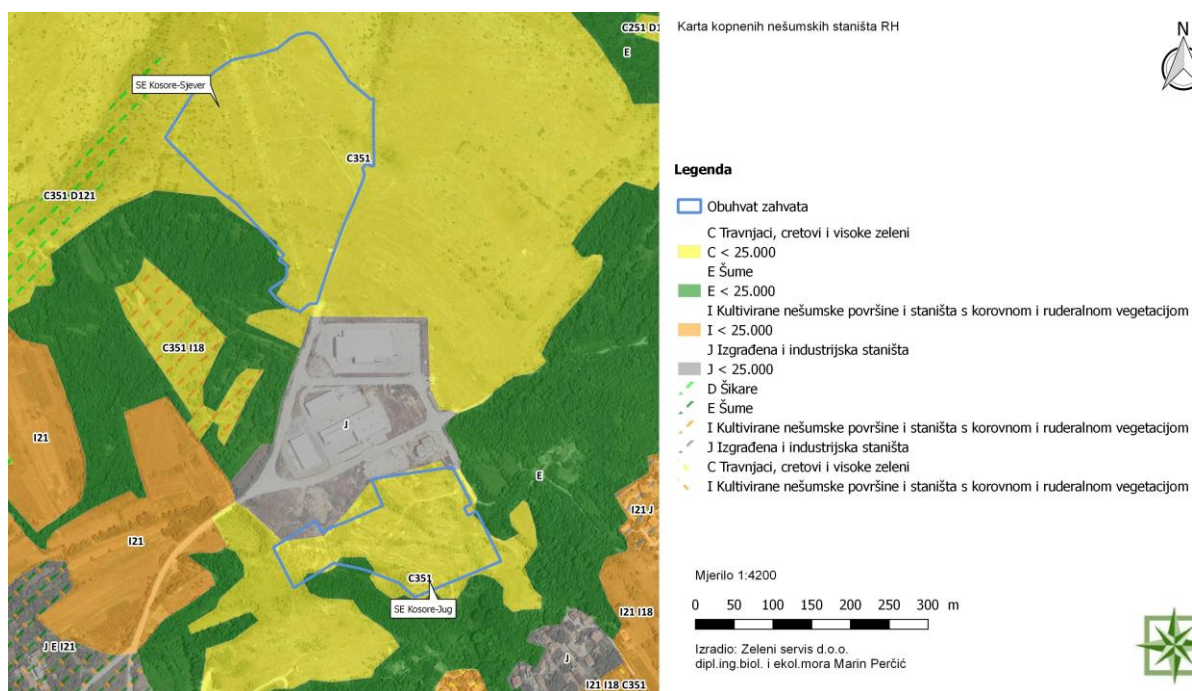 Karta kopnenih nešumskih staništa RH
N
C251 D1
E
SE Kosore-Sjever
C351
C351 D121
C351 I18
I21
J
I21
E
I21 J
C351
SE Kosore-Jug
I21 I18
J E I21
J
I21 I18 C351
Legenda
Obuhvat zahvata
C Travnjaci, cretovi i visoke zeleni
C < 25.000
E Šume
E < 25.000
I Kultivirane nešumske površine i staništa s korovnom i ruderalnom vegetacijom
I < 25.000
J Izgrađena i industrijska staništa
J < 25.000
D Šikare
E Šume
I Kultivirane nešumske površine i staništa s korovnom i ruderalnom vegetacijom
J Izgrađena i industrijska staništa
C Travnjaci, cretovi i visoke zeleni
I Kultivirane nešumske površine i staništa s korovnom i ruderalnom vegetacijom
Mjerilo 1:4200
0 50 100 150 200 250 300 m
Izradio: Zeleni servis d.o.o.
dipl.ing.biol. i ekol.mora Marin Perčić